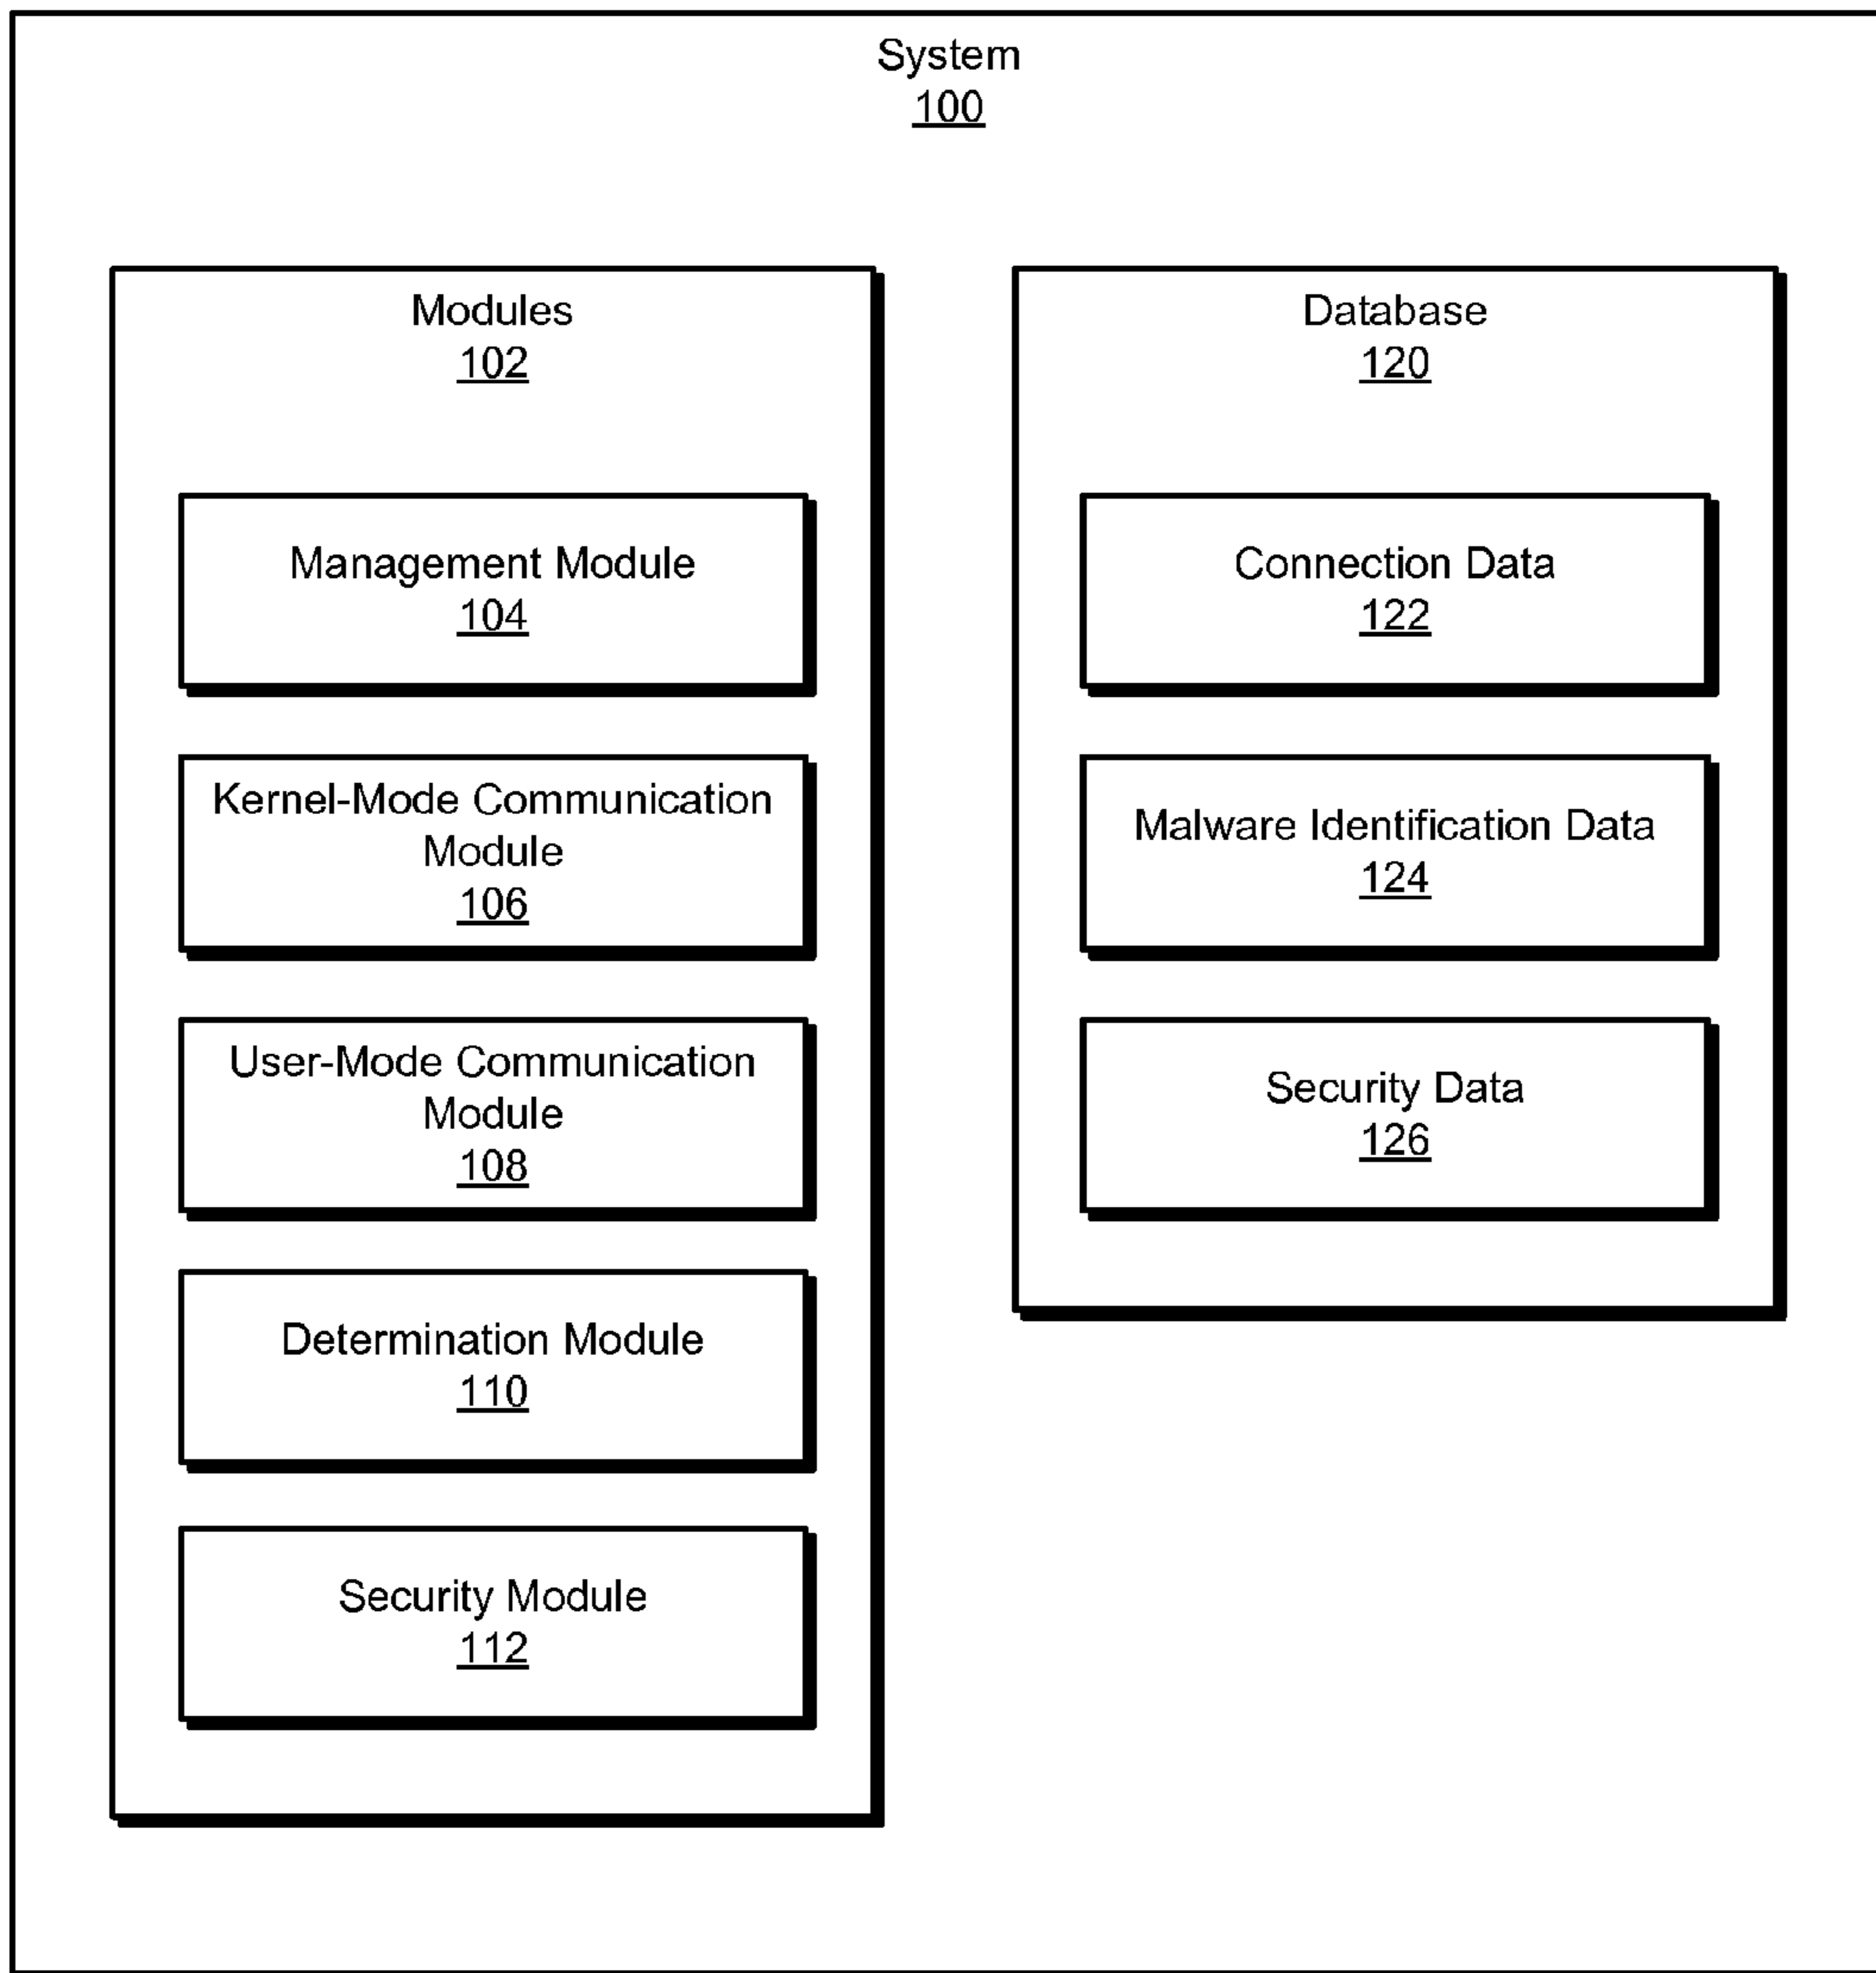 System
100
Modules
102
Management Module
104
Kernel-Mode Communication
Module
106
User-Mode Communication
Module
108
Determination Module
110
Security Module
112
Database
120
Connection Data
122
Malware Identification Data
124
Security Data
126